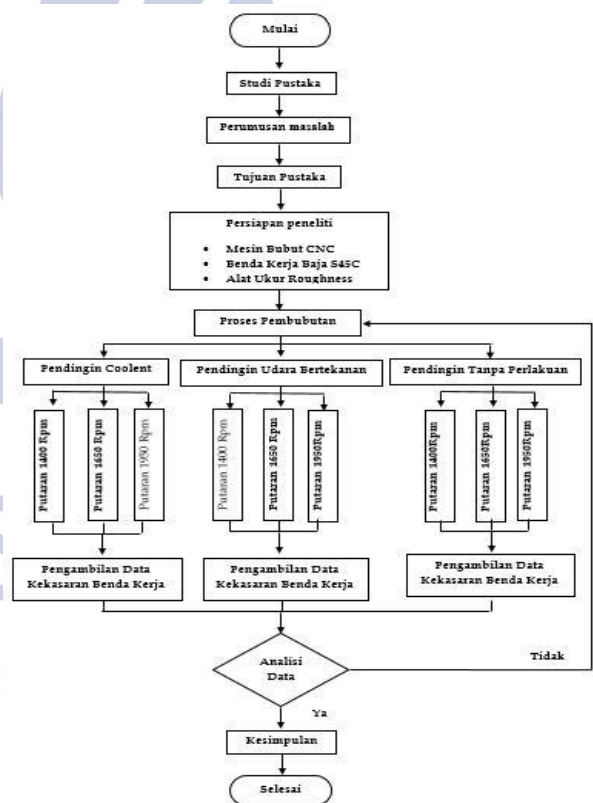 Mulai
Studi Pustaka
Perumusan masalah
Tujuan Pustaka
Persiapan peneliti
• Mesin Bubut CNC
• Benda Kerja Baja S45C
• Alat Ukur Roughness
Proses Pembubutan
Pendingin Coolent
Pendingin Udara Bertekanan
Pendingin Tanpa Perlakuan
Putaran 1400 Rpm
Putaran 1650 Rpm
Putaran 1950 Rpm
Putaran 1400 Rpm
Putaran 1650 Rpm
Putaran 1950Rpm
Putaran 1400Rpm
Putaran 1650Rpm
Putaran 1950Rpm
Pengambilan Data
Kekasaran Benda Kerja
Pengambilan Data
Kekasaran Benda Kerja
Pengambilan Data
Kekasaran Benda Kerja
Analisi
Data
Tidak
Ya
Kesimpulan
Selesai